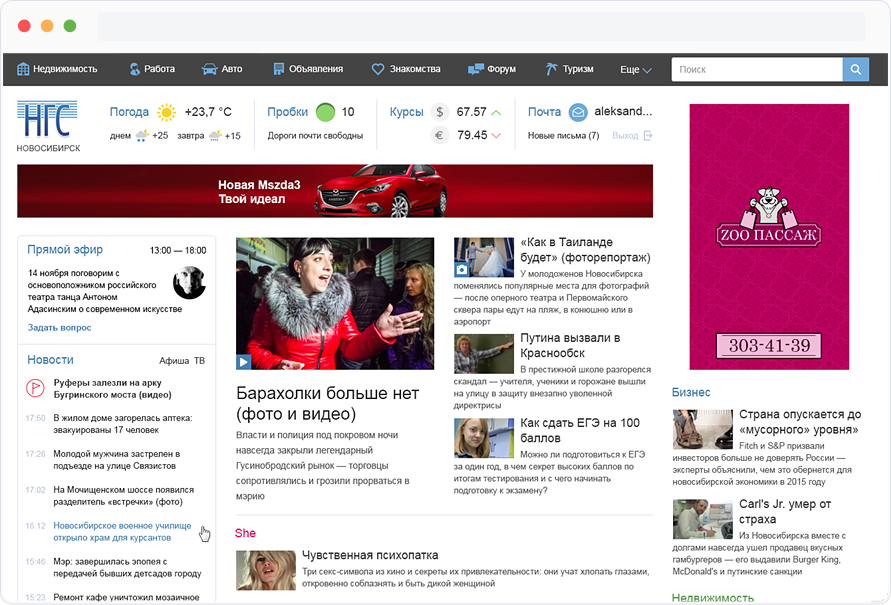 Недвижимость
Работа
Авто
Объявления
Знакомства
Форум
Туризм
Еще
Поиск
НГС
НОВОСИБИРСК
Погода +23,7 °C
днем +25 завтра +15
Пробки 10
Дороги почти свободны
Курсы $ 67.57
€ 79.45
Почта aleksand...
Новые письма (7) Выход
Новая Mszda3
Твой идеал
ZOO ПАССАЖ
303-41-39
Прямой эфир 13:00 — 18:00
14 ноября поговорим с
основоположником российского
театра танца Антоном
Адасинским о современном искусстве
Задать вопрос
Новости Афиша ТВ
Руферы залезли на арку
Бугринского моста (видео)
17:50 В жилом доме загорелась аптека:
эвакуированы 17 человек
17:26 Молодой мужчина застрелен в
подъезде на улице Связистов
17:02 На Мочищенском шоссе появился
разделитель «встречки» (фото)
16:12 Новосибирское военное училище
открыло храм для курсантов
15:46 Мэр: завершилась эпопея с
передачей бывших детсадов городу
15:23 Ремонт кафе уничтожил мозаичное
Барахолки больше нет
(фото и видео)
Власти и полиция под покровом ночи
навсегда закрыли легендарный
Гусинобродский рынок — торговцы
сопротивлялись и грозили прорваться в
мэрию
«Как в Таиланде
будет» (фоторепортаж)
У молодоженов Новосибирска
поменялись популярные места для фотографий
— после оперного театра и Первомайского
сквера пары едут на пляж, в конюшню или в
аэропорт
Путина вызвали в
Краснообск
В престижной школе разгорелся
скандал — учителя, ученики и горожане вышли
на улицу в защиту внезапно уволенной
директрисы
Как сдать ЕГЭ на 100
баллов
Можно ли подготовиться к ЕГЭ
за один год, в чем секрет высоких баллов по
итогам тестирования и с чего начинать
подготовку к экзамену?
She
Чувственная психопатка
Три секс-символа из кино и секреты их привлекательности: они учат хлопать глазами,
откровенно соблазнять и быть дикой женщиной
Бизнес
Страна опускается до
«мусорного» уровня»
Fitch и S&P призвали
инвесторов больше не доверять России —
эксперты объяснили, чем это обернется для
новосибирской экономики в 2015 году
Carl's Jr. умер от
страха
Из Новосибирска вместе с
долгами навсегда ушел продавец вкусных
гамбургеров — его выдавили Burger King,
McDonald's и путинские санкции
Недвижимость